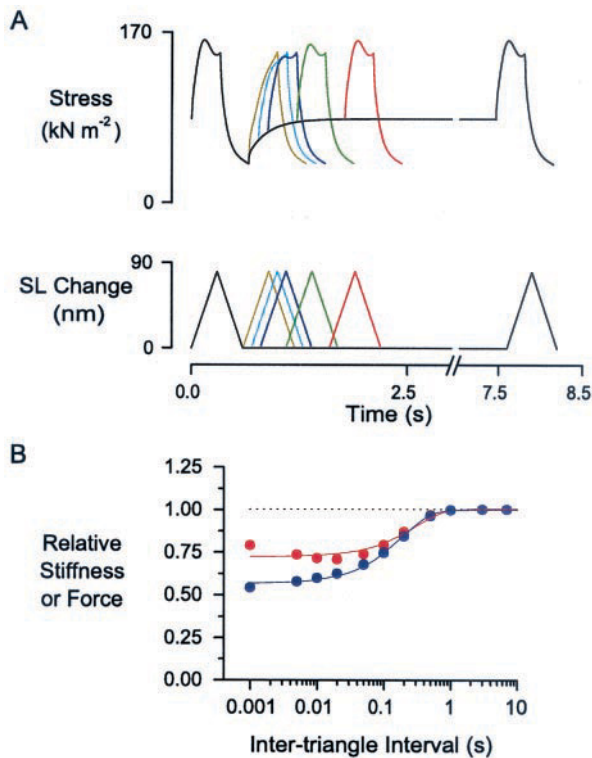 A
170
Stress
(kN m⁻²)
0
90
SL Change
(nm)
0
0.0 2.5 7.5 8.5
Time (s)
B
1.25
1.00
Relative
0.75
Stiffness
0.50
or Force
0.25
0.00
0.001 0.01 0.1 1 10
Inter-triangle Interval (s)